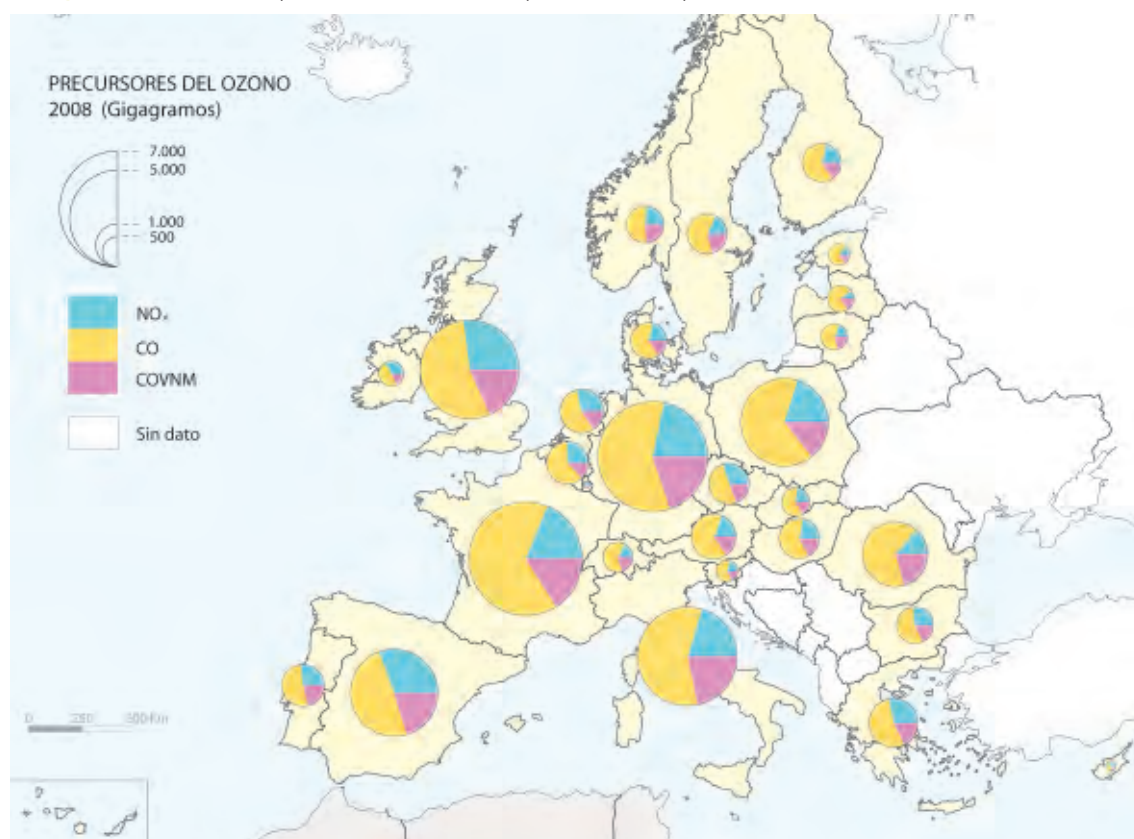 PRECURSORES DEL OZONO
2008 (Gigagramos)
7.000
5.000
1.000
500
NOₓ
CO
COVNM
Sin dato
0 250 500 Km